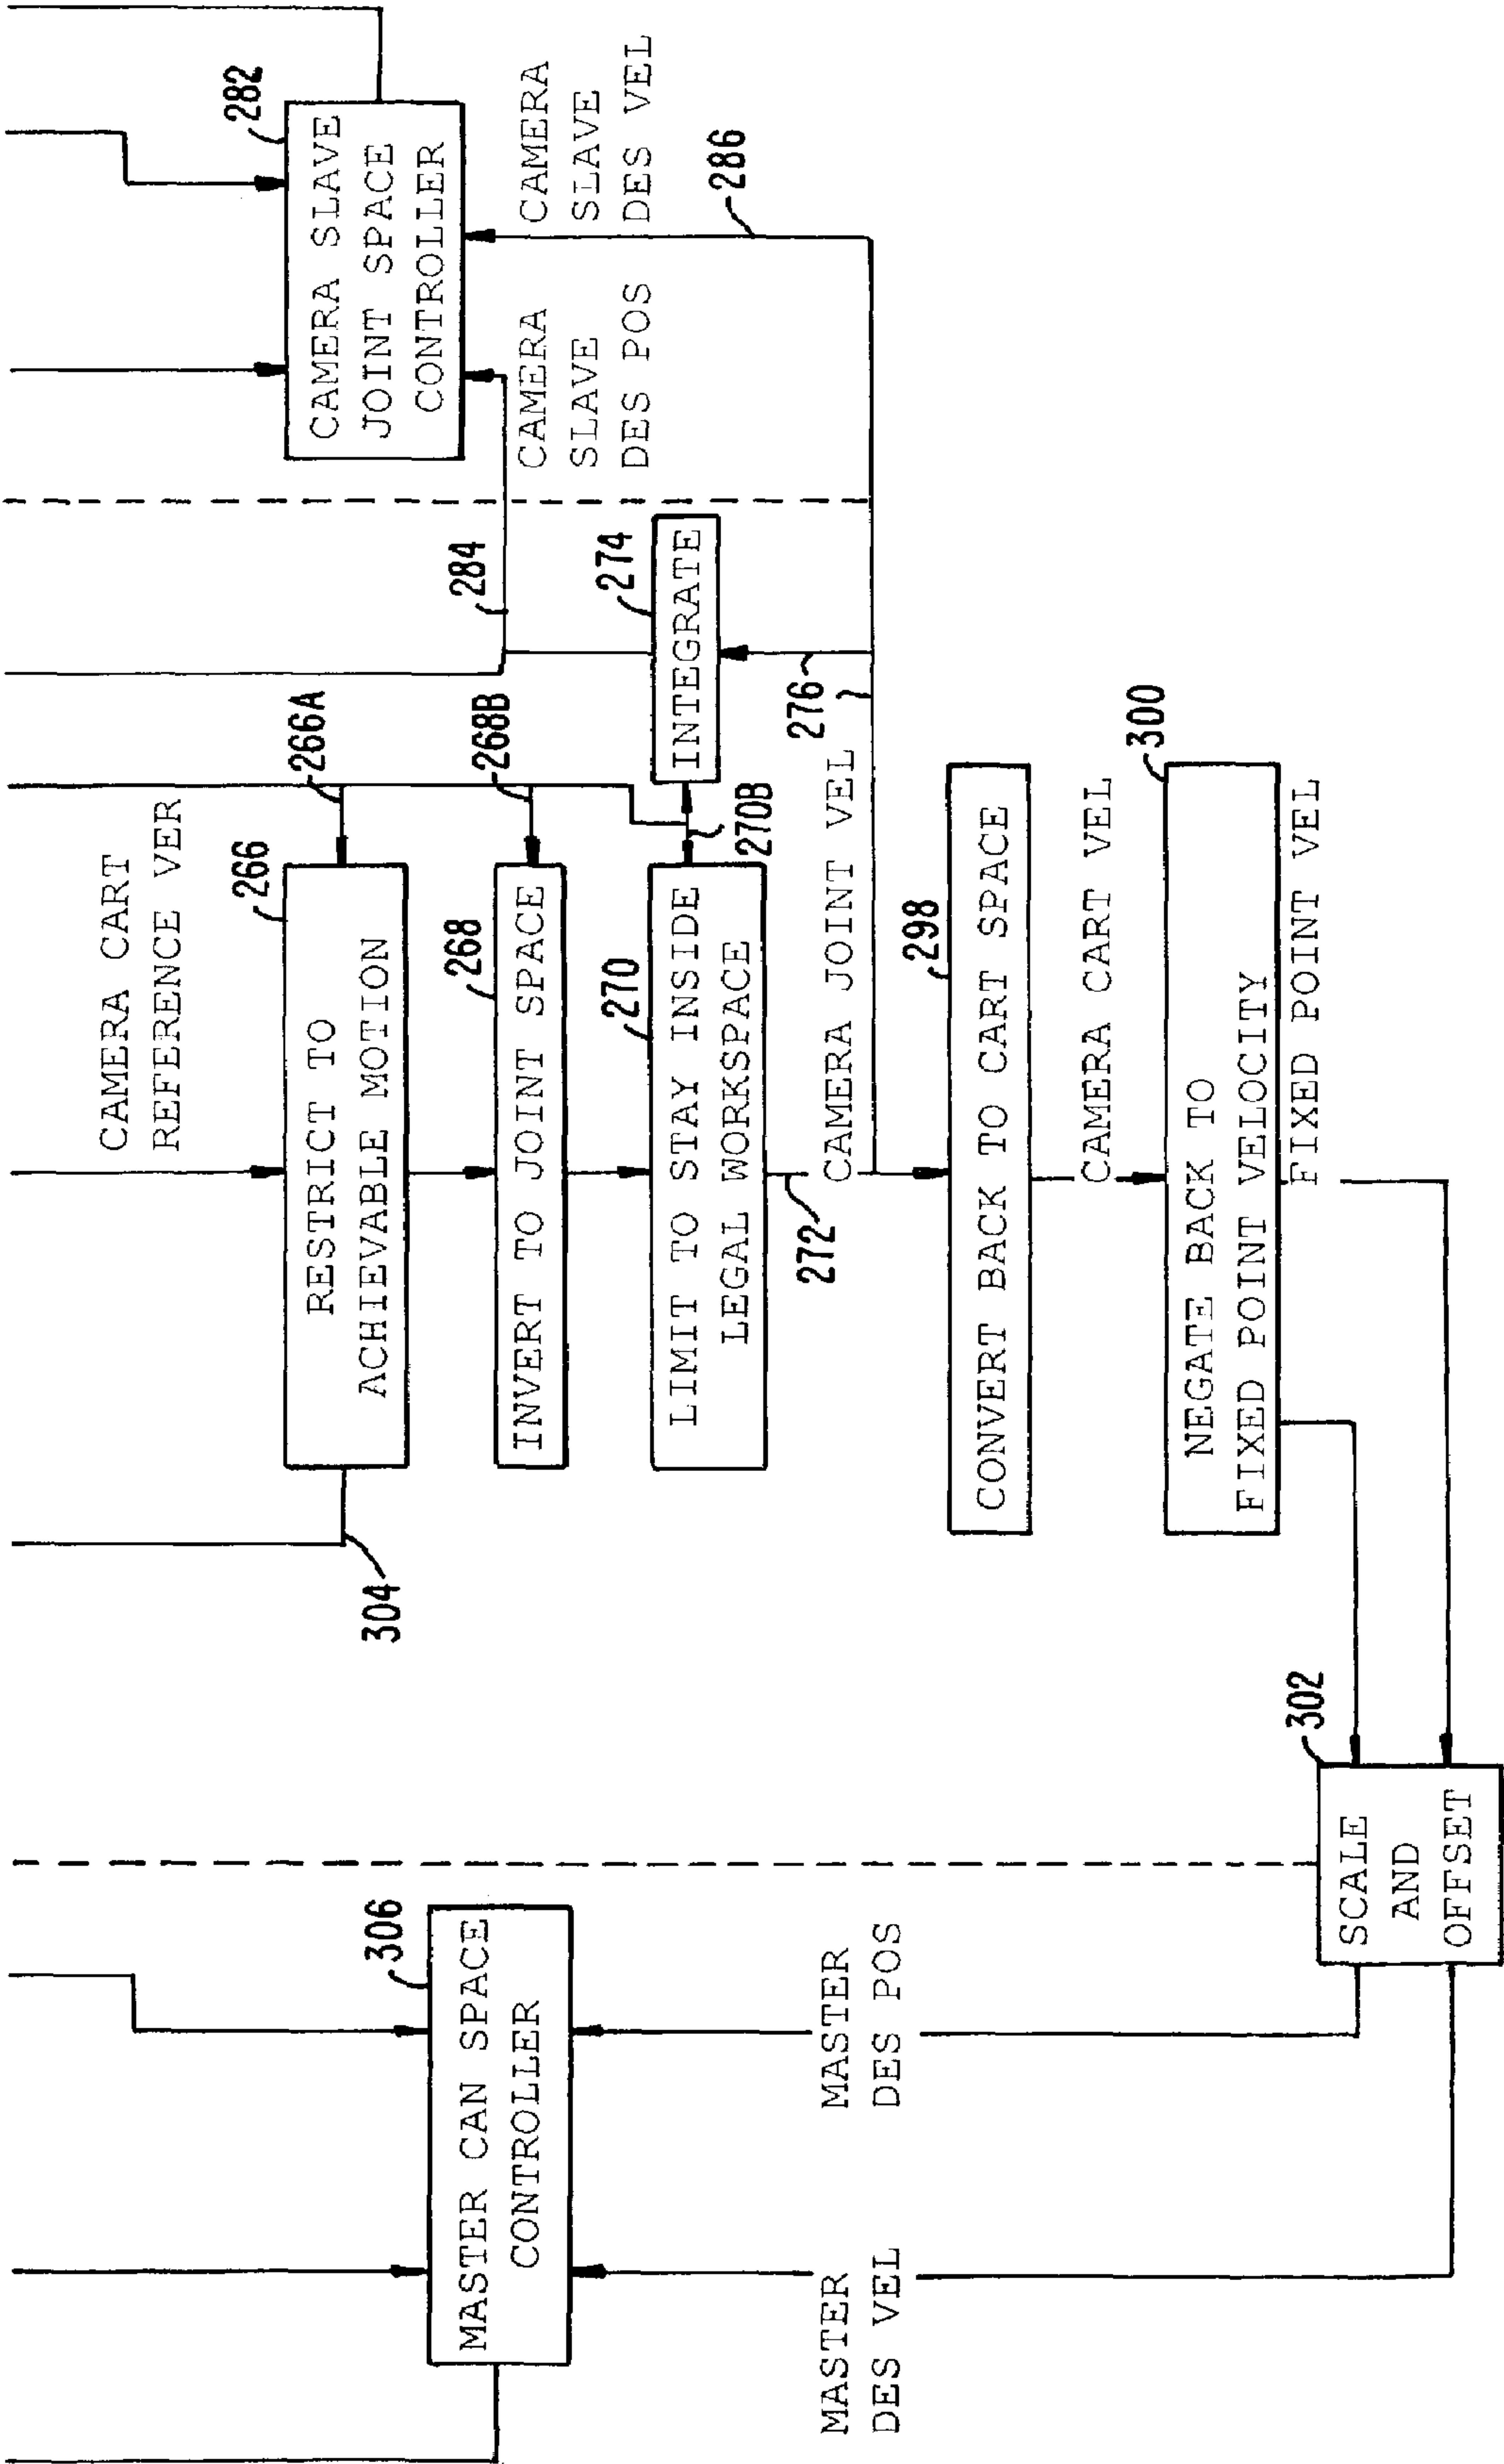 CAMERA CART
REFERENCE VER
266
266A
RESTRICT TO
ACHIEVABLE MOTION
304
268
268B
INVERT TO JOINT SPACE
270
270B
LIMIT TO STAY INSIDE
LEGAL WORKSPACE
272
CAMERA JOINT VEL
274
INTEGRATE
276
284
282
CAMERA SLAVE
JOINT SPACE
CONTROLLER
CAMERA
SLAVE
DES POS
CAMERA
SLAVE
DES VEL
286
298
CONVERT BACK TO CART SPACE
CAMERA CART VEL
300
NEGATE BACK TO
FIXED POINT VELOCITY
FIXED POINT VEL
302
SCALE
AND
OFFSET
306
MASTER CAN SPACE
CONTROLLER
MASTER
DES VEL
MASTER
DES POS